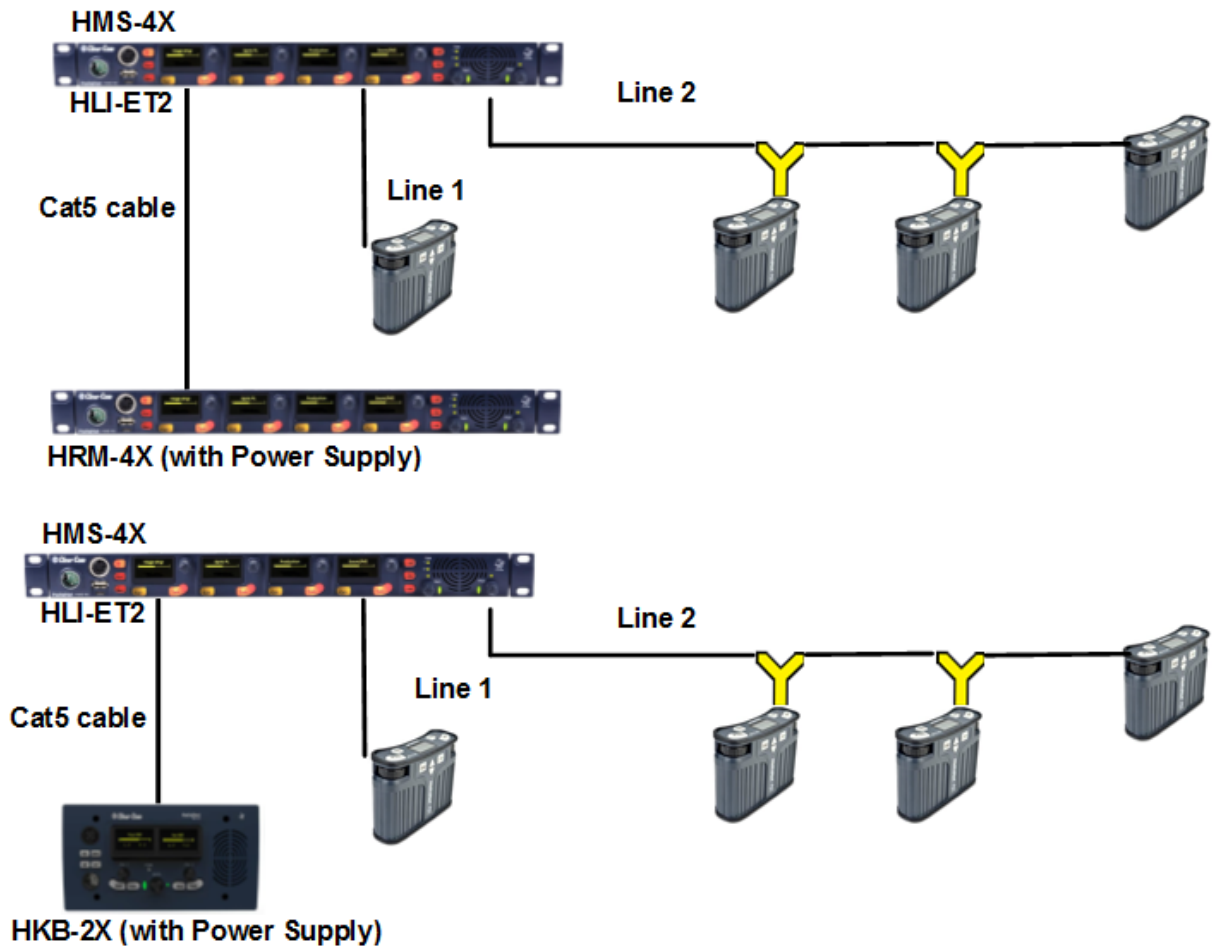 HMS-4X
HLI-ET2
Line 2
Line 1
Cat5 cable
HRM-4X (with Power Supply)
HMS-4X
HLI-ET2
Line 2
Line 1
Cat5 cable
HKB-2X (with Power Supply)